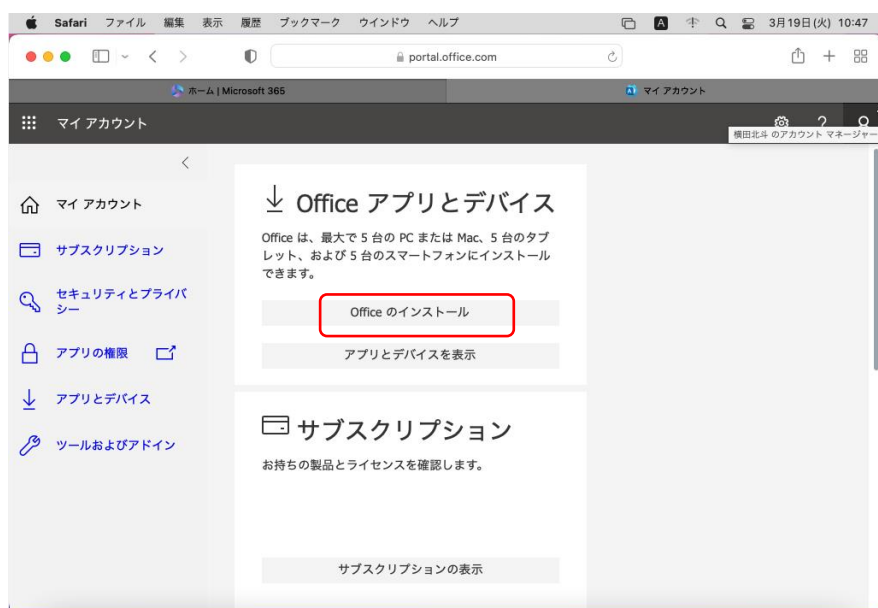 Safari ファイル 編集 表示 履歴 ブックマーク ウインドウ ヘルプ A 3月19日(火) 10:47
portal.office.com
ホーム | Microsoft 365 マイ アカウント
マイ アカウント ?
横田北斗 のアカウント マネージャー
マイ アカウント
サブスクリプション
セキュリティとプライバ
シー
アプリの権限
アプリとデバイス
ツールおよびアドイン
Office アプリとデバイス
Office は、最大で 5 台の PC または Mac、5 台のタブ
レット、および 5 台のスマートフォンにインストール
できます。
Office のインストール
アプリとデバイスを表示
サブスクリプション
お持ちの製品とライセンスを確認します。
サブスクリプションの表示